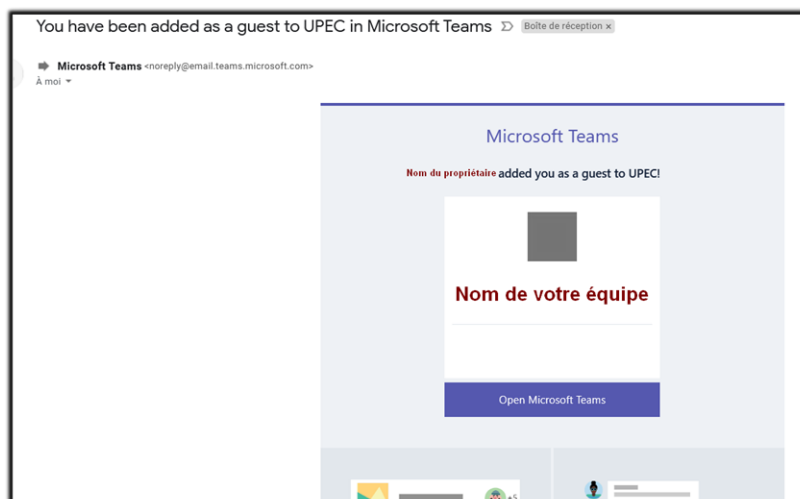 You have been added as a guest to UPEC in Microsoft Teams Boîte de réception x
Microsoft Teams <noreply@email.teams.microsoft.com>
À moi
Microsoft Teams
Nom du propriétaire added you as a guest to UPEC!
Nom de votre équipe
Open Microsoft Teams
+5